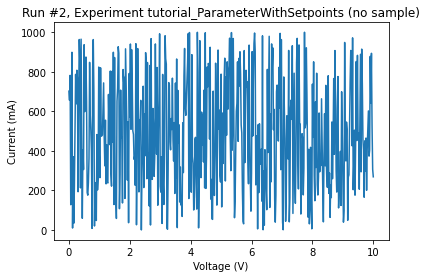 Run #2, Experiment tutorial_ParameterWithSetpoints (no sample)
1000
800
600
400
200
0
Current (mA)
0 2 4 6 8 10
Voltage (V)